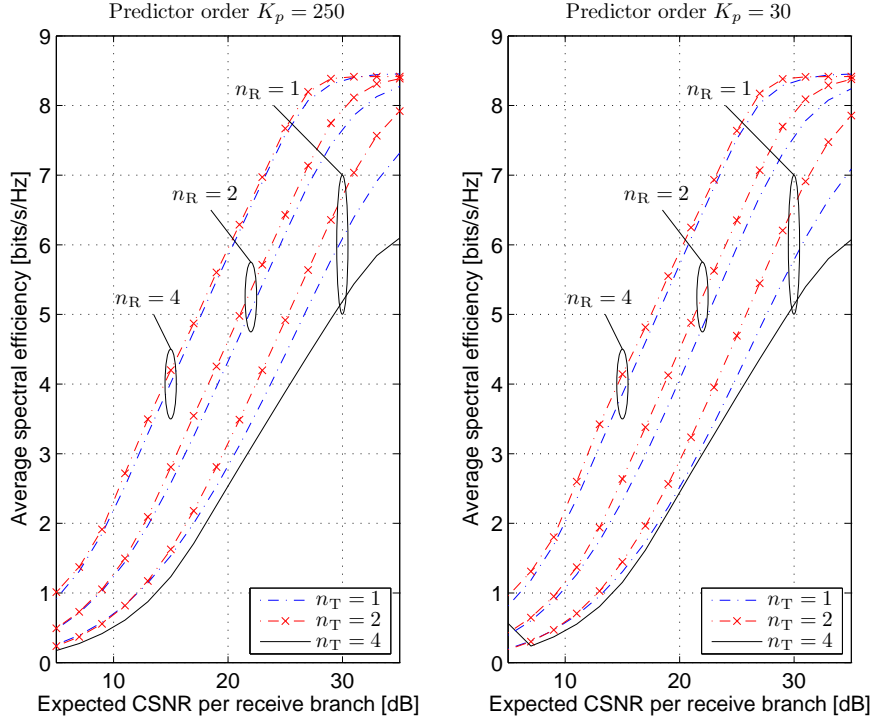 Predictor order $K_p = 250$
Average spectral efficiency [bits/s/Hz]
9
8
7
6
5
4
3
2
1
0
$n_{\mathrm{R}} = 1$
$n_{\mathrm{R}} = 2$
$n_{\mathrm{R}} = 4$
$n_{\mathrm{T}} = 1$
$n_{\mathrm{T}} = 2$
$n_{\mathrm{T}} = 4$
10 20 30
Expected CSNR per receive branch [dB]
Predictor order $K_p = 30$
Average spectral efficiency [bits/s/Hz]
9
8
7
6
5
4
3
2
1
0
$n_{\mathrm{R}} = 1$
$n_{\mathrm{R}} = 2$
$n_{\mathrm{R}} = 4$
$n_{\mathrm{T}} = 1$
$n_{\mathrm{T}} = 2$
$n_{\mathrm{T}} = 4$
10 20 30
Expected CSNR per receive branch [dB]